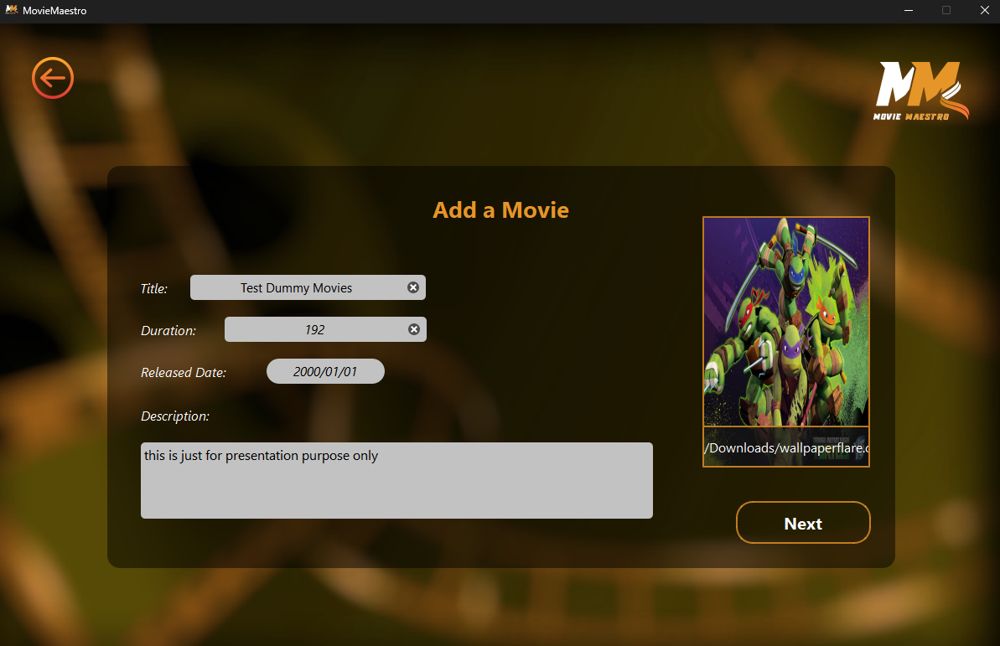 MovieMaestro
MM
MOVIE MAESTRO
Add a Movie
Title:
Test Dummy Movies
Duration:
192
Released Date:
2000/01/01
Description:
this is just for presentation purpose only
/Downloads/wallpaperflare.c
Next